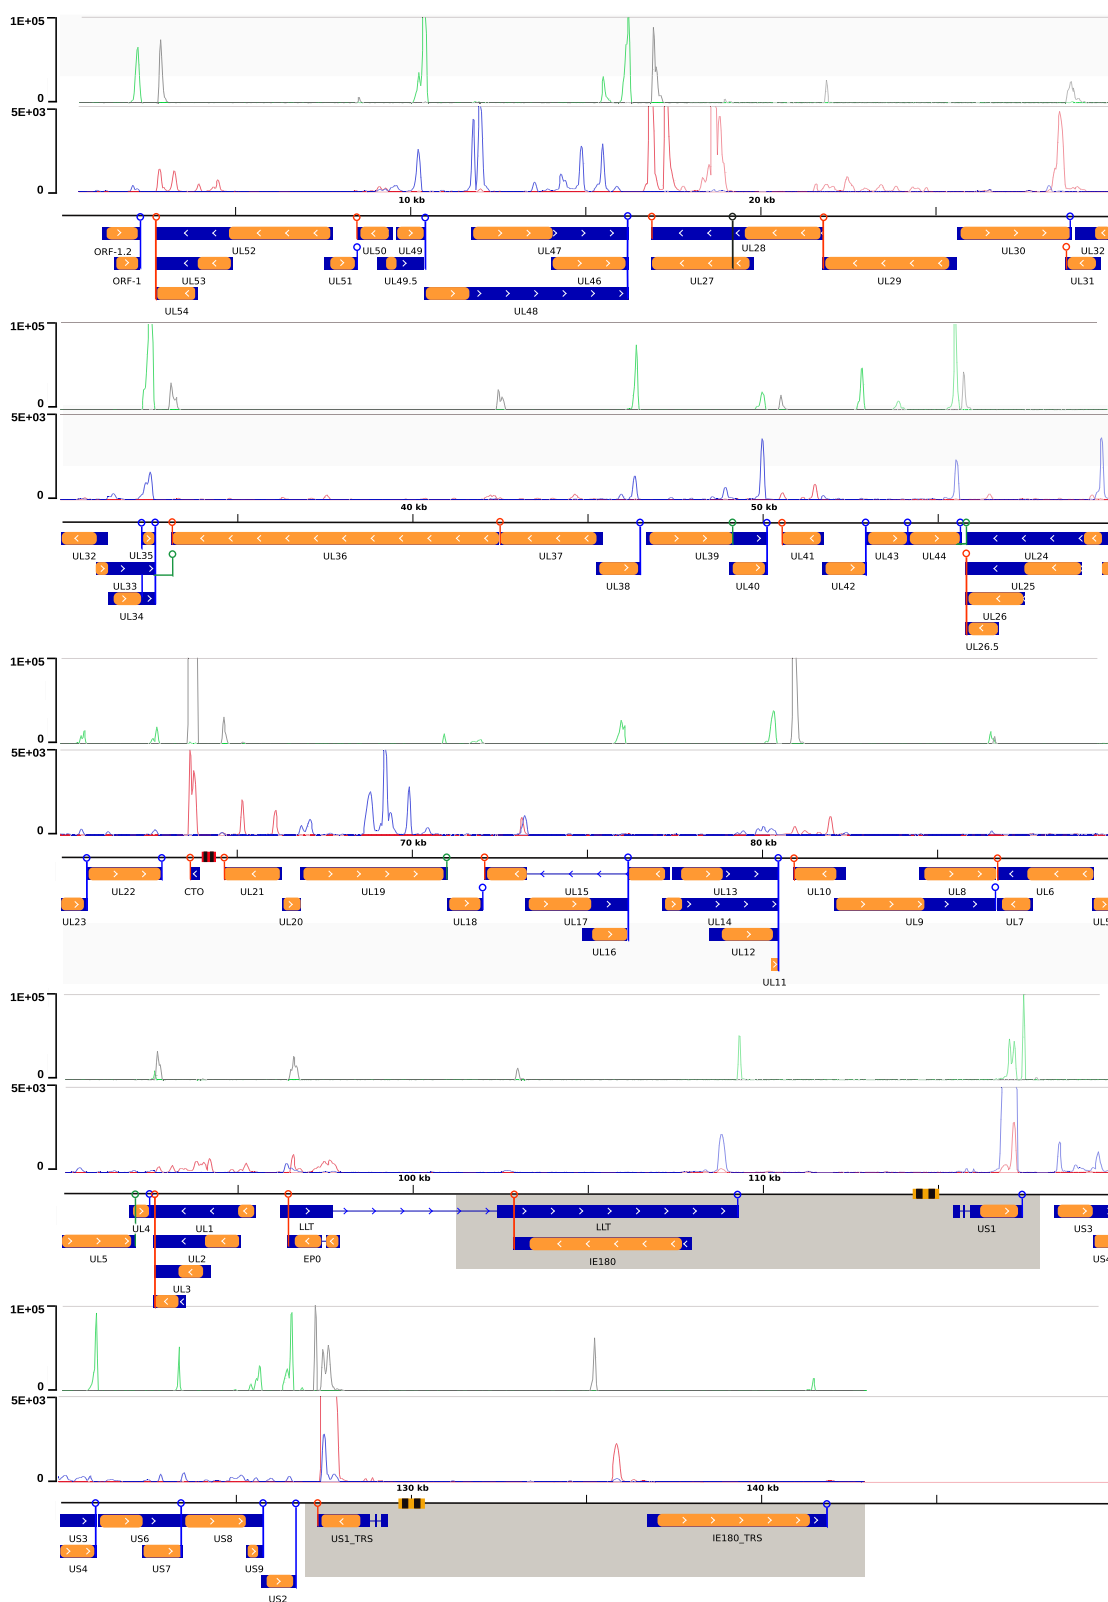 1E+05
0
5E+03
0
10 kb 20 kb
ORF-1.2 UL52 UL50 UL49 UL47 UL28 UL30 UL32
ORF-1 UL53 UL51 UL49.5 UL46 UL27 UL29 UL31
UL54 UL48
1E+05
0
5E+03
0
40 kb 50 kb
UL32 UL35 UL36 UL37 UL39 UL41 UL43 UL44 UL24
UL33 UL38 UL40 UL42 UL25
UL34 UL26
UL26.5
1E+05
0
5E+03
0
70 kb 80 kb
UL22 CTO UL21 UL19 UL15 UL13 UL10 UL8 UL6
UL23 UL20 UL18 UL17 UL14 UL9 UL7 UL5
UL16 UL12
UL11
1E+05
0
5E+03
0
100 kb 110 kb
UL4 UL1 LLT LLT US1 US3
UL5 UL2 EP0 IE180 US4
UL3
1E+05
0
5E+03
0
130 kb 140 kb
US3 US6 US8 US1_TRS IE180_TRS
US4 US7 US9
US2